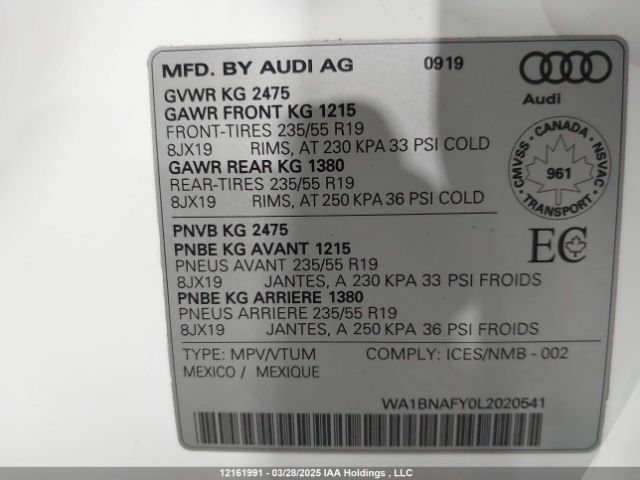 MFD. BY AUDI AG 0919
Audi
GVWR KG 2475
GAWR FRONT KG 1215
FRONT-TIRES 235/55 R19
8JX19 RIMS, AT 230 KPA 33 PSI COLD
GAWR REAR KG 1380
REAR-TIRES 235/55 R19
8JX19 RIMS, AT 250 KPA 36 PSI COLD
CANADA
CMVSS NSVAC
961
TRANSPORT
PNVB KG 2475
PNBE KG AVANT 1215
PNEUS AVANT 235/55 R19
8JX19 JANTES, A 230 KPA 33 PSI FROIDS
PNBE KG ARRIERE 1380
PNEUS ARRIERE 235/55 R19
8JX19 JANTES, A 250 KPA 36 PSI FROIDS
EC
TYPE: MPV/VTUM COMPLY: ICES/NMB - 002
MEXICO / MEXIQUE
WA1BNAFY0L2020541
12161991 - 03/28/2025 IAA Holdings , LLC